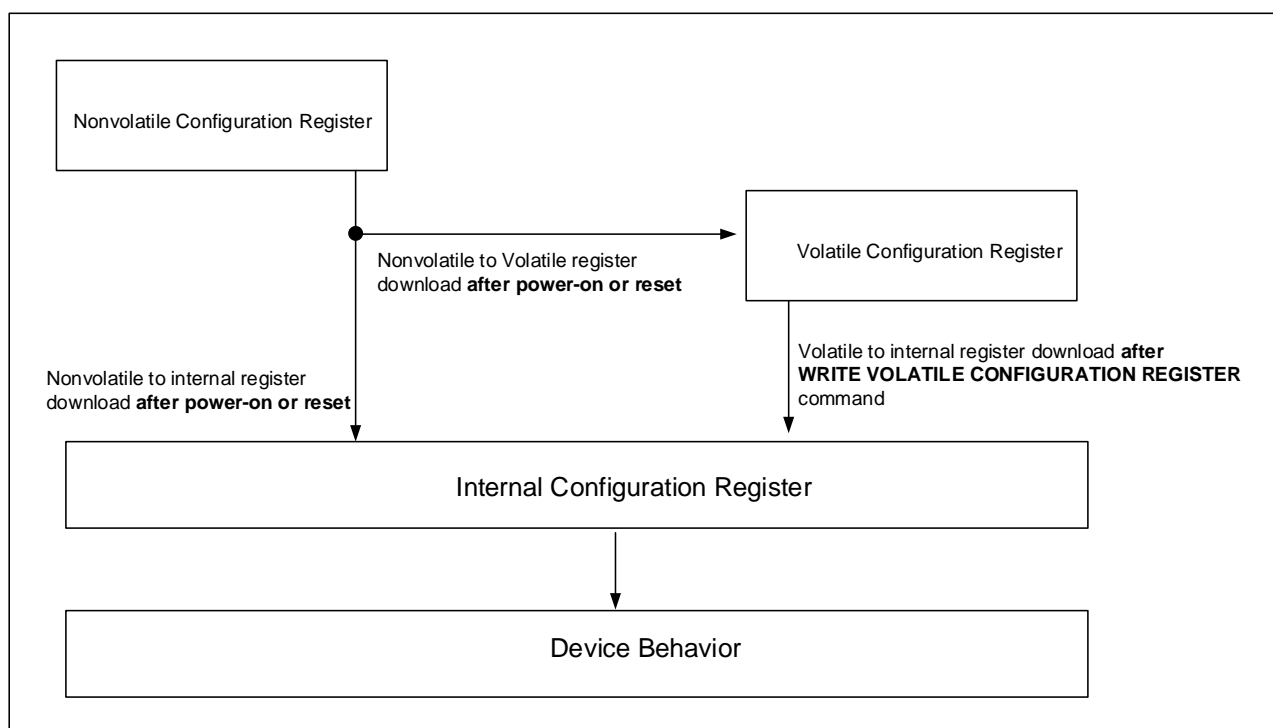 Nonvolatile Configuration Register
Volatile Configuration Register
Nonvolatile to Volatile register
download after power-on or reset
Volatile to internal register download after
WRITE VOLATILE CONFIGURATION REGISTER
command
Nonvolatile to internal register
download after power-on or reset
Internal Configuration Register
Device Behavior